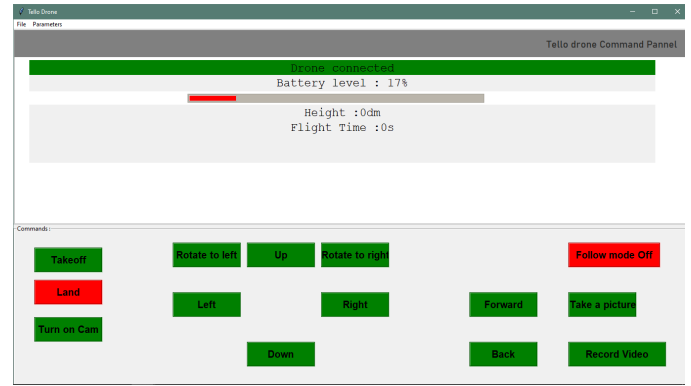 Tello Drone
File Parameters
Tello drone Command Pannel
Drone connected
Battery level : 17%
Height :0dm
Flight Time :0s
Commands :
Takeoff
Rotate to left
Up
Rotate to right
Follow mode Off
Land
Left
Right
Forward
Take a picture
Turn on Cam
Down
Back
Record Video